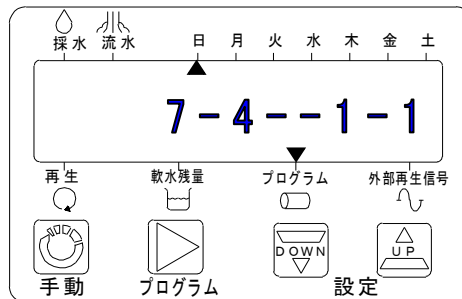 採水 流水
日 月 火 水 木 金 土
7-4--1-1
再生 軟水残量 プログラム 外部再生信号
DOWN UP
手動 プログラム 設定